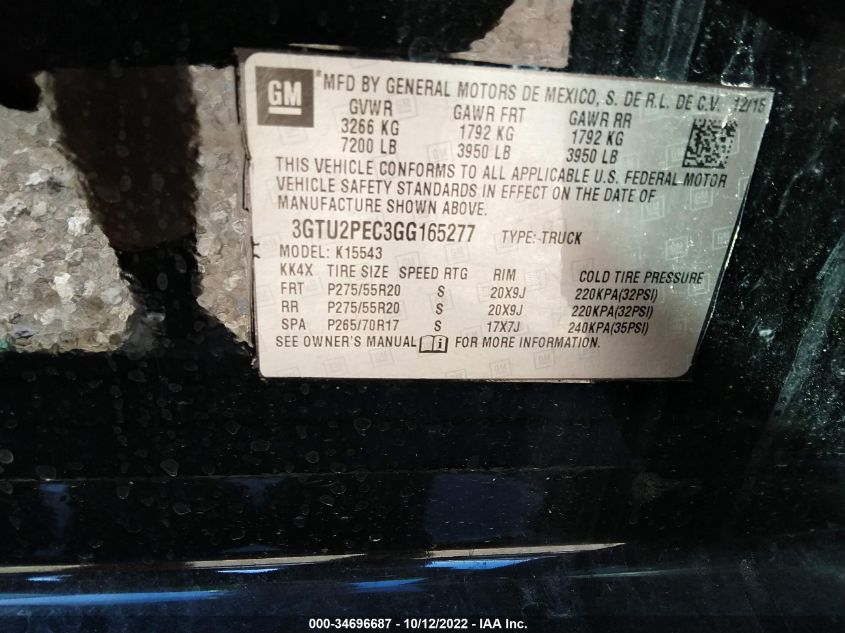 GM *MFD BY GENERAL MOTORS DE MEXICO, S. DE R.L. DE C.V. 12/15
GVWR GAWR FRT GAWR RR
3266 KG 1792 KG 1792 KG
7200 LB 3950 LB 3950 LB
THIS VEHICLE CONFORMS TO ALL APPLICABLE U.S. FEDERAL MOTOR
VEHICLE SAFETY STANDARDS IN EFFECT ON THE DATE OF
MANUFACTURE SHOWN ABOVE.
3GTU2PEC3GG165277 TYPE: TRUCK
MODEL: K15543
KK4X TIRE SIZE SPEED RTG RIM COLD TIRE PRESSURE
FRT P275/55R20 S 20X9J 220KPA(32PSI)
RR P275/55R20 S 20X9J 220KPA(32PSI)
SPA P265/70R17 S 17X7J 240KPA(35PSI)
SEE OWNER'S MANUAL FOR MORE INFORMATION.
000-34696687 - 10/12/2022 - IAA Inc.